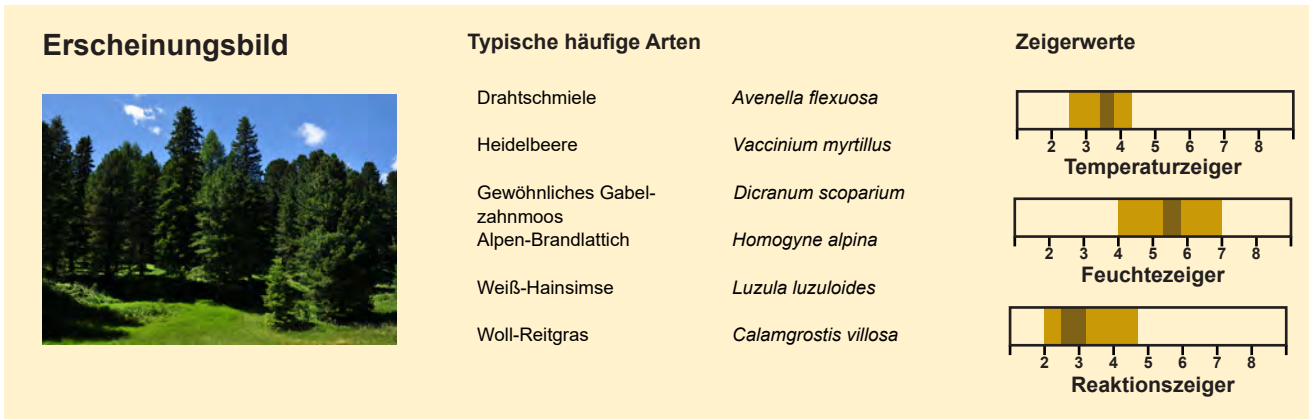 Erscheinungsbild
Typische häufige Arten
Drahtschmiele
Avenella flexuosa
Heidelbeere
Vaccinium myrtillus
Gewöhnliches Gabel-
zahnmoos
Dicranum scoparium
Alpen-Brandlattich
Homogyne alpina
Weiß-Hainsimse
Luzula luzuloides
Woll-Reitgras
Calamgrostis villosa
Zeigerwerte
2 3 4 5 6 7 8
Temperaturzeiger
2 3 4 5 6 7 8
Feuchtezeiger
2 3 4 5 6 7 8
Reaktionszeiger